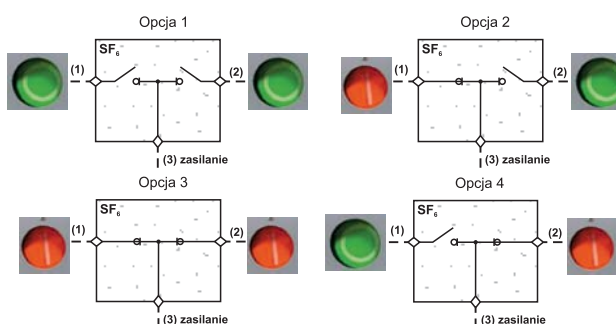 Opcja 1
SF6
(1)
(2)
(3) zasilanie
Opcja 2
SF6
(1)
(2)
(3) zasilanie
Opcja 3
SF6
(1)
(2)
(3) zasilanie
Opcja 4
SF6
(1)
(2)
(3) zasilanie